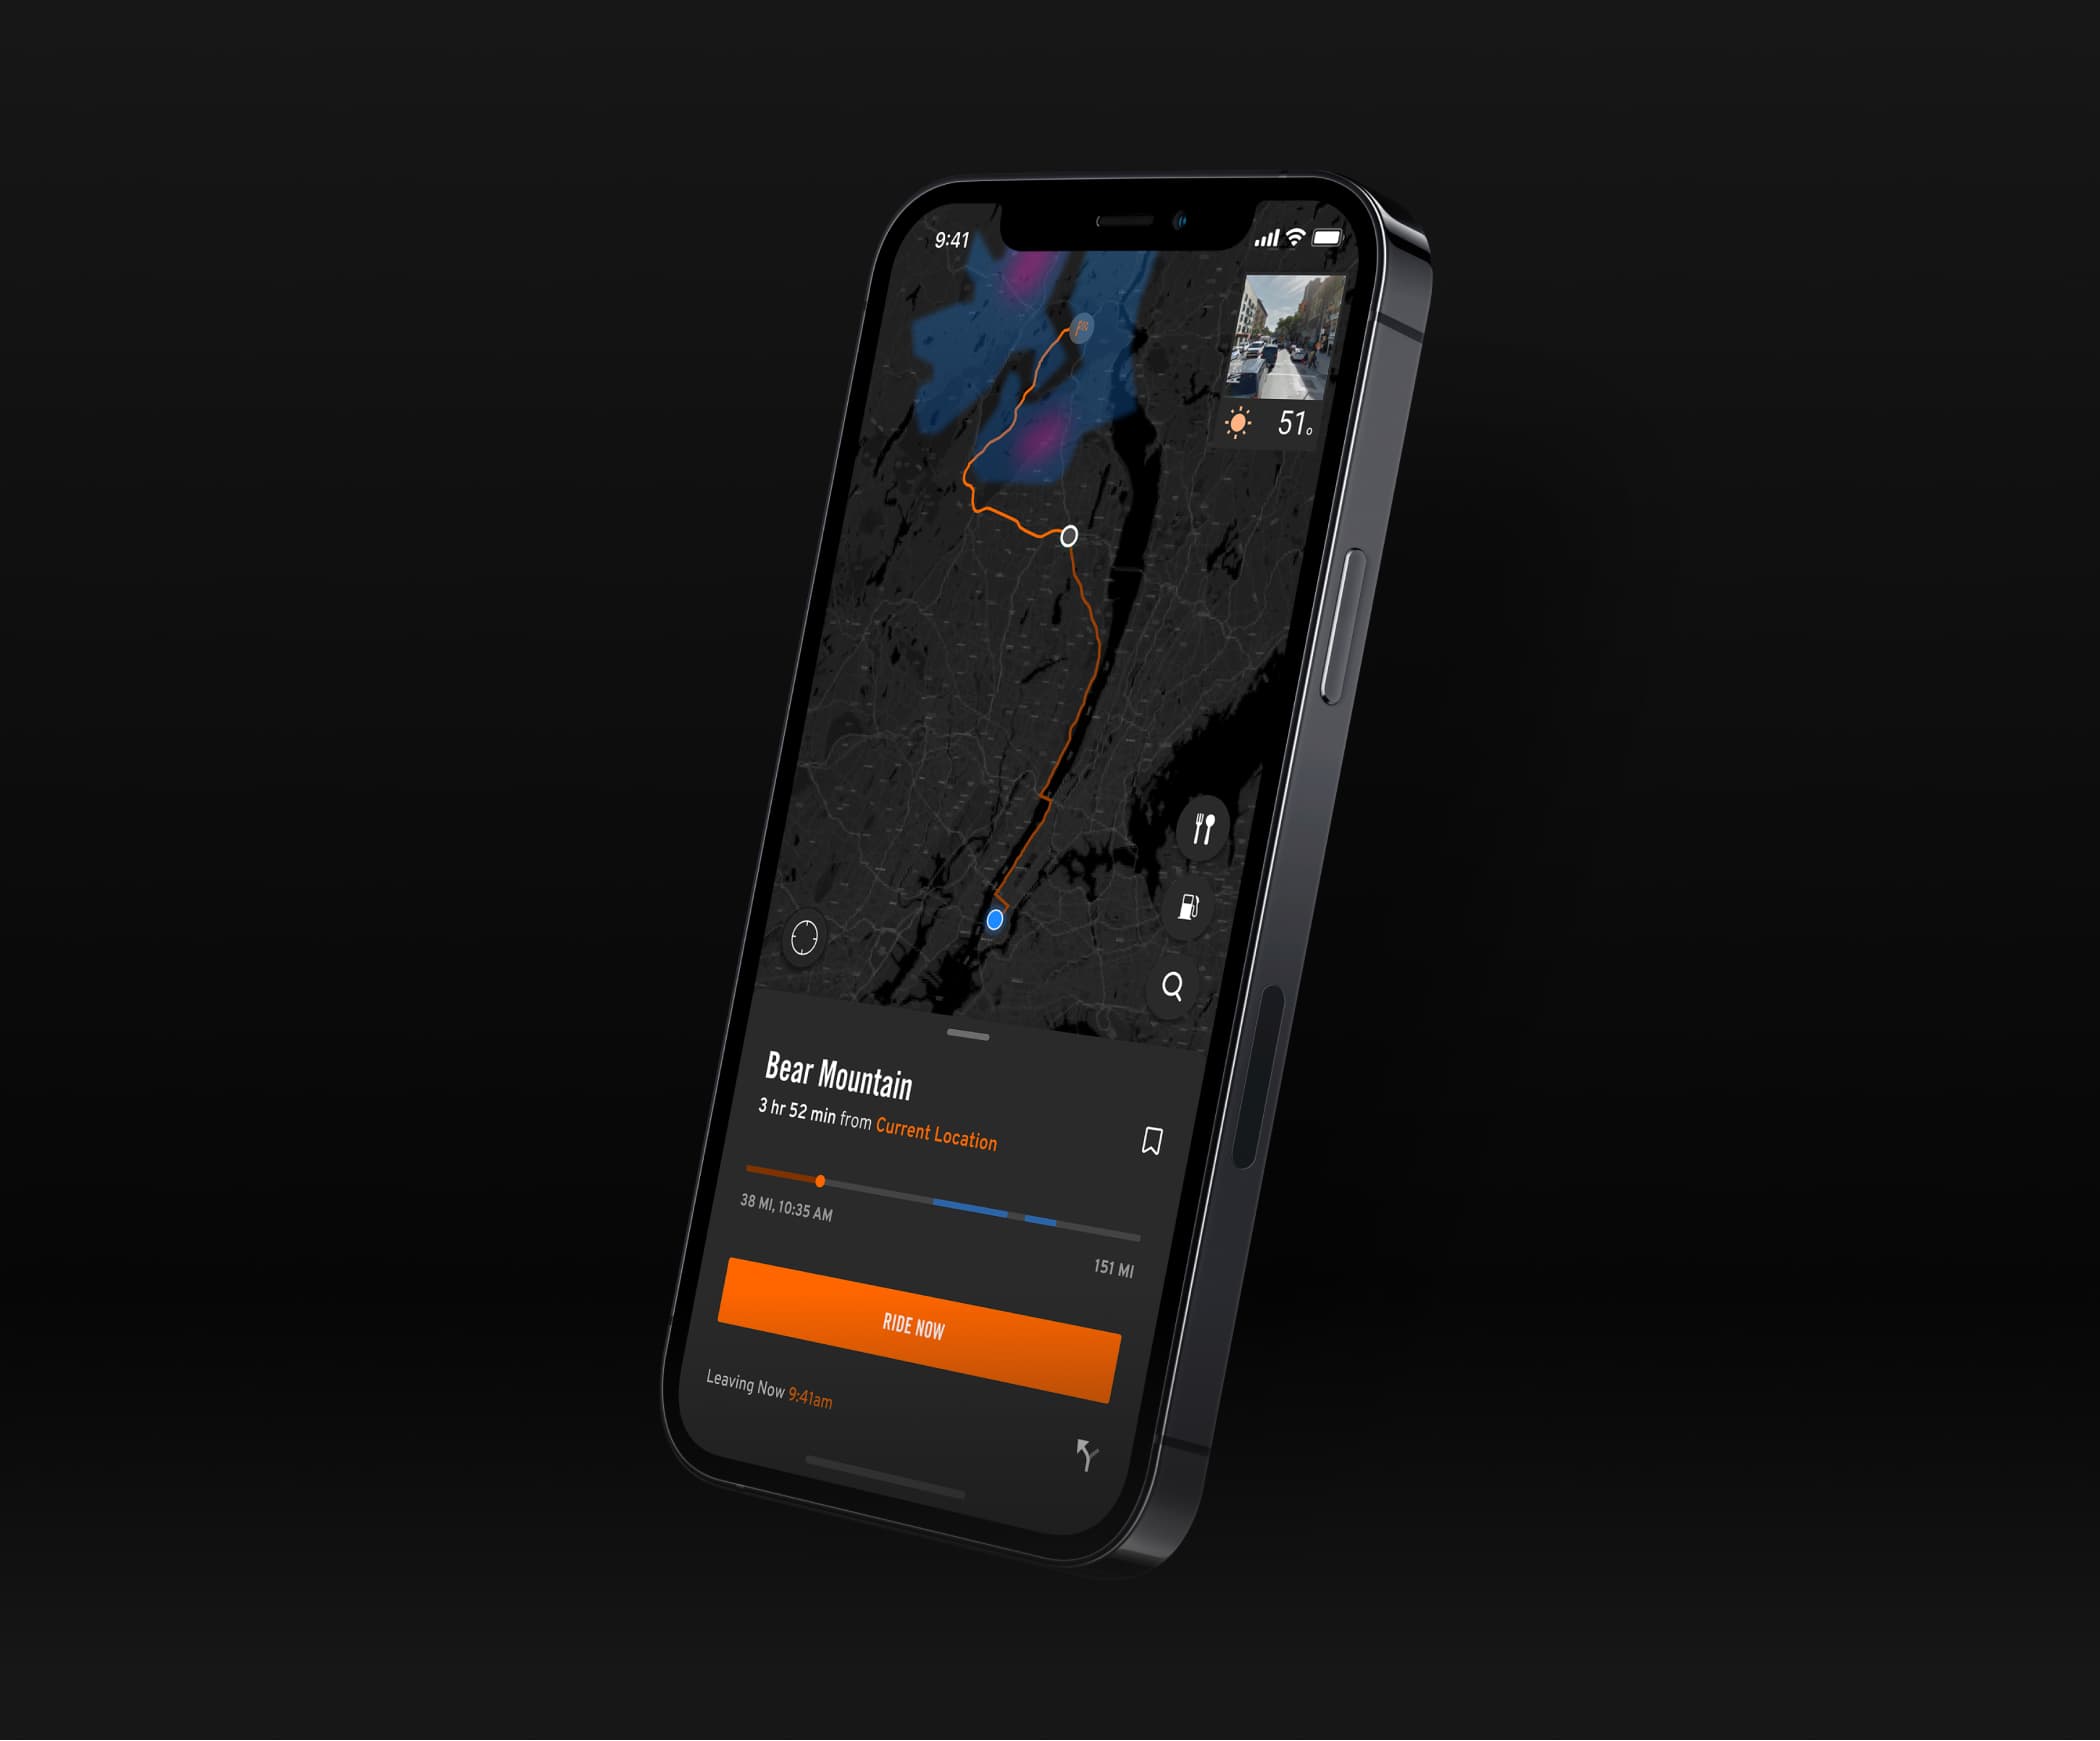 9:41
51°
Bear Mountain
3 hr 52 min from Current Location
38 MI, 10:35 AM
151 MI
RIDE NOW
Leaving Now 9:41am